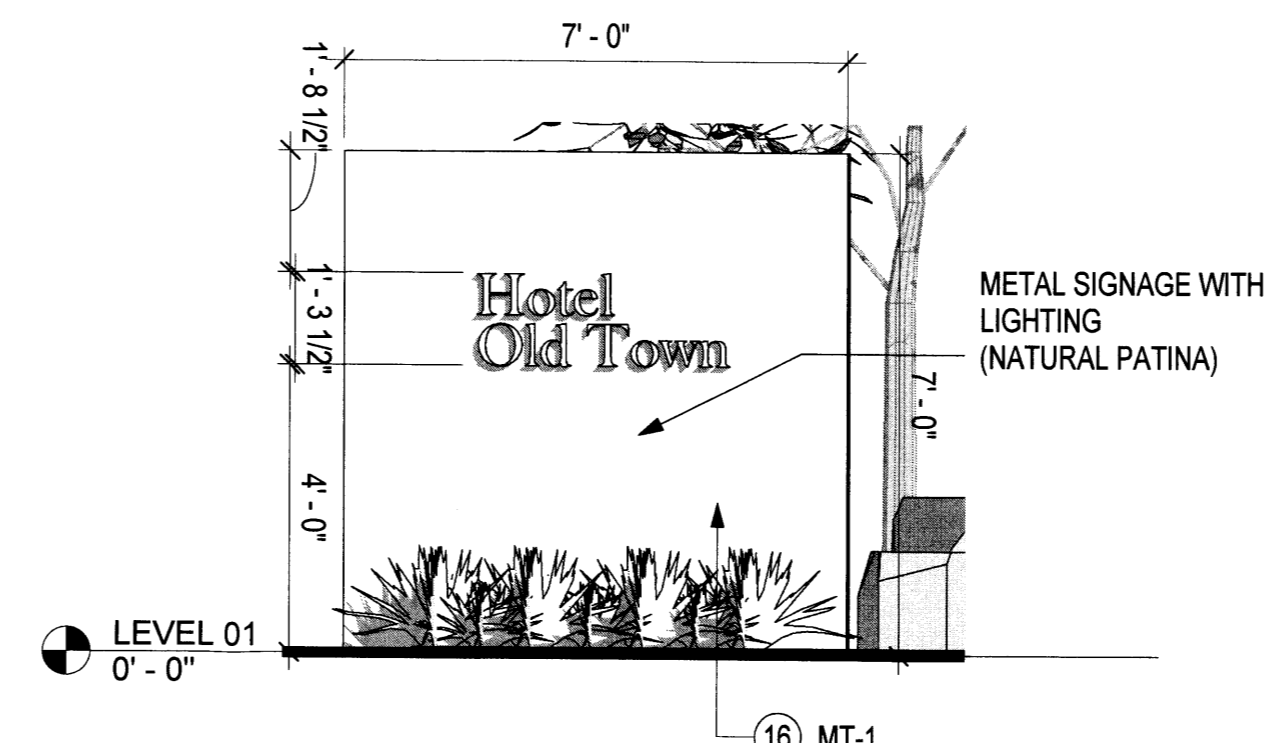 7' - 0"
1' - 8 1/2"
1' - 3 1/2"
Hotel
Old Town
METAL SIGNAGE WITH
LIGHTING
(NATURAL PATINA)
7' - 0"
4' - 0"
LEVEL 01
0' - 0"
16 MT-1